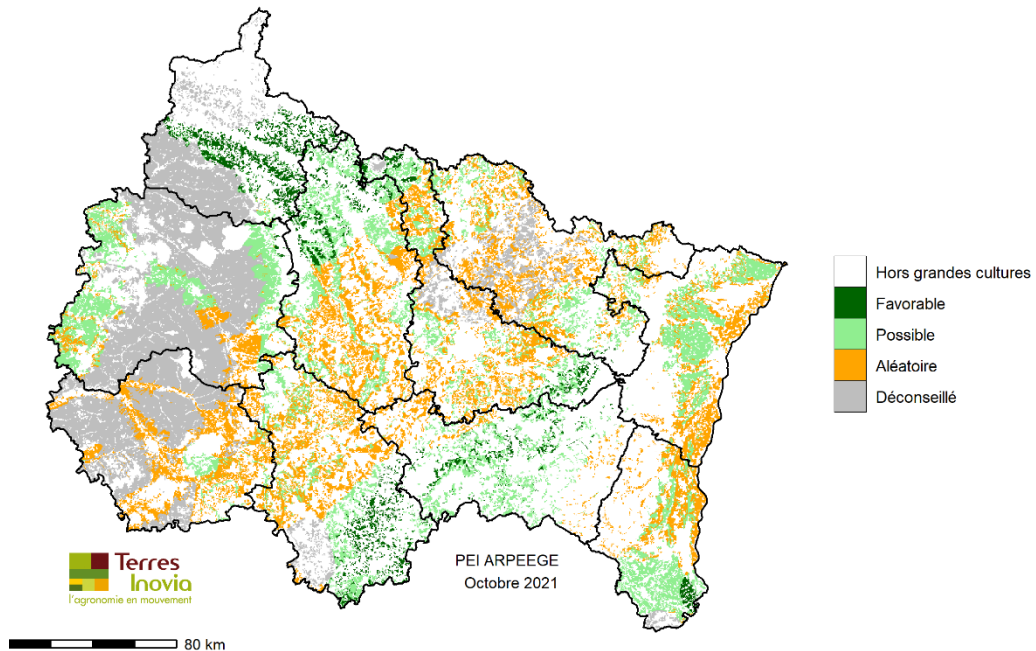 Hors grandes cultures
Favorable
Possible
Aléatoire
Déconseillé
PEI ARPEEGE
Octobre 2021
Terres
Inovia
l'agronomie en mouvement
80 km